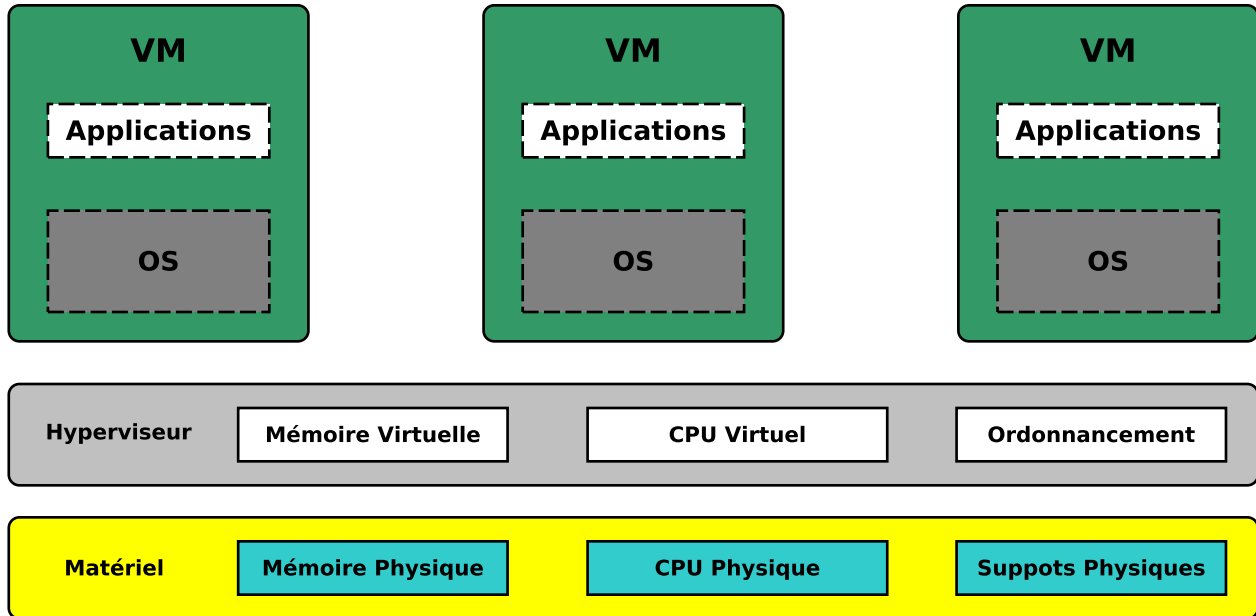 VM
VM
VM
Applications
Applications
Applications
OS
OS
OS
Hyperviseur
Mémoire Virtuelle
CPU Virtuel
Ordonnancement
Matériel
Mémoire Physique
CPU Physique
Suppots Physiques